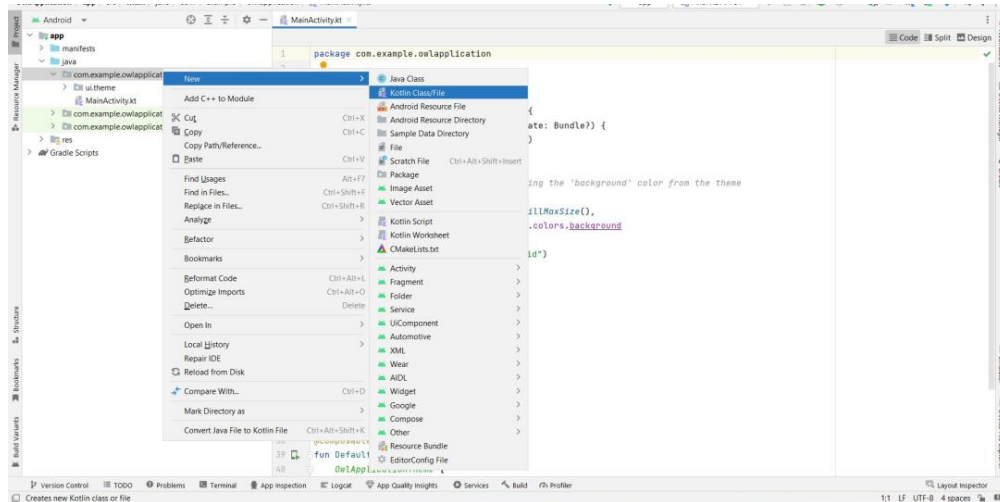 Android
MainActivity.kt
Code Split Design
Project
Resource Manager
Structure
Bookmarks
Build Variants
app
manifests
java
com.example.owlapplicat
ui.theme
MainActivity.kt
com.example.owlapplicat
com.example.owlapplicat
res
Gradle Scripts
New
Add C++ to Module
Cut Ctrl+X
Copy Ctrl+C
Copy Path/Reference...
Paste Ctrl+V
Find Usages Alt+F7
Find in Files... Ctrl+Shift+F
Replace in Files... Ctrl+Shift+R
Analyze
Refactor
Bookmarks
Reformat Code Ctrl+Alt+L
Optimize Imports Ctrl+Alt+O
Delete... Delete
Open In
Local History
Repair IDE
Reload from Disk
Compare With... Ctrl+D
Mark Directory as
Convert Java File to Kotlin File Ctrl+Alt+Shift+K
Java Class
Kotlin Class/File
Android Resource File
Android Resource Directory
Sample Data Directory
File
Scratch File Ctrl+Alt+Shift+Insert
Package
Image Asset
Vector Asset
Kotlin Script
Kotlin Worksheet
CMakeLists.txt
Activity
Fragment
Folder
Service
UiComponent
Automotive
XML
Wear
AIDL
Widget
Google
Compose
Other
Resource Bundle
EditorConfig File
1 package com.example.owlapplication
{
ate: Bundle?) {
)
ing the 'background' color from the theme
illMaxSize(),
.colors.background
id")
39 fun Default
40 OwlApplicationTheme {
Version Control TODO Problems Terminal App Inspection Logcat App Quality Insights Services Build Profiler Layout Inspector
Creates new Kotlin class or file 1:1 LF UTF-8 4 spaces